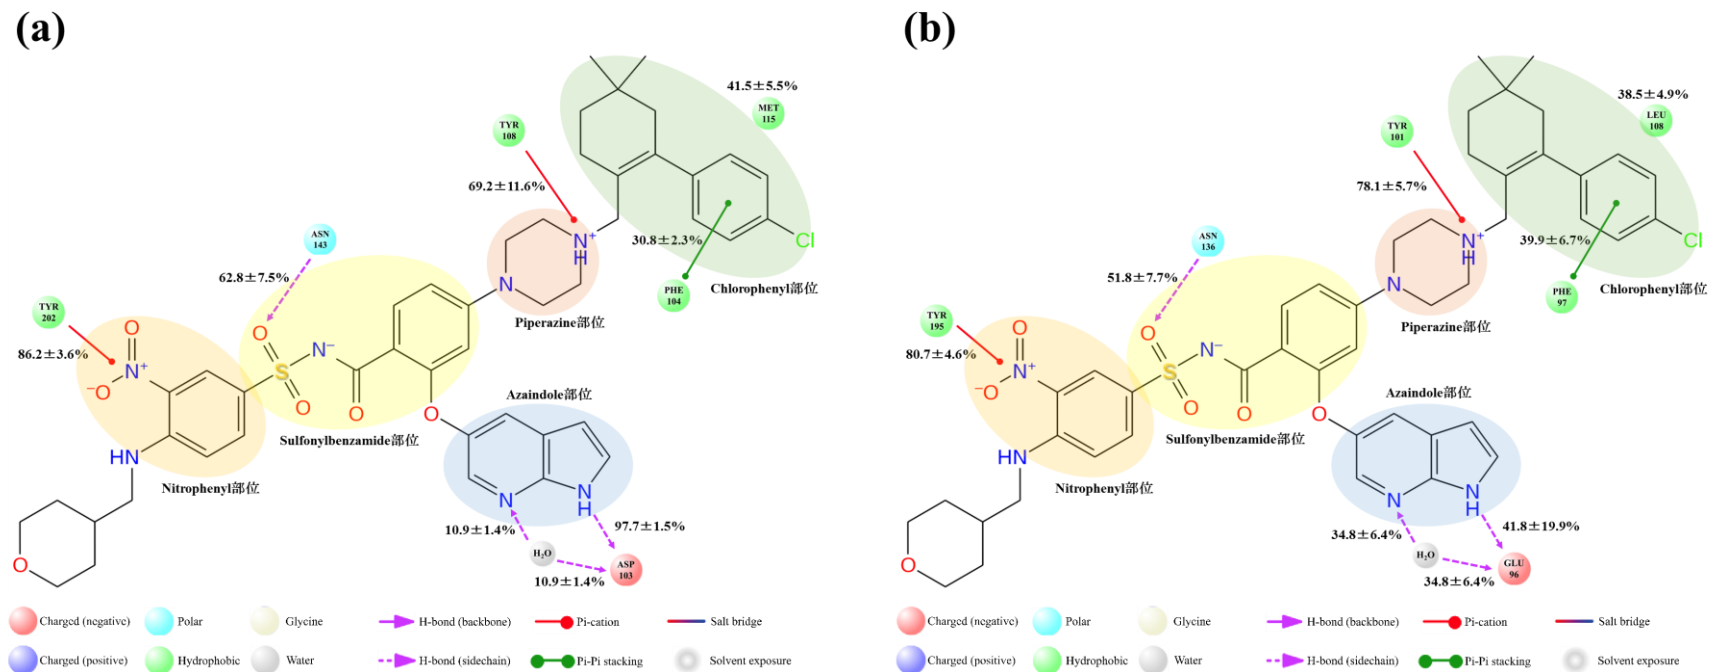 (a)
41.5±5.5%
MET
115
TYR
108
69.2±11.6%
ASN
143
62.8±7.5%
N+
H
30.8±2.3%
Cl
PHE
104
Chlorophenyl部位
N
Piperazine部位
TYR
202
86.2±3.6%
O
N+
−O
O
S
O
N−
O
O
Azaindole部位
Sulfonylbenzamide部位
HN
Nitrophenyl部位
N
N
H
10.9±1.4%
97.7±1.5%
H₂O
ASP
103
10.9±1.4%
O
Charged (negative)
Polar
Glycine
H-bond (backbone)
Pi-cation
Salt bridge
Charged (positive)
Hydrophobic
Water
H-bond (sidechain)
Pi-Pi stacking
Solvent exposure
(b)
38.5±4.9%
LEU
108
TYR
101
78.1±5.7%
ASN
136
51.8±7.7%
N+
H
39.9±6.7%
Cl
PHE
97
Chlorophenyl部位
N
Piperazine部位
TYR
195
80.7±4.6%
O
N+
−O
O
S
O
N−
O
O
Azaindole部位
Sulfonylbenzamide部位
HN
Nitrophenyl部位
N
N
H
34.8±6.4%
41.8±19.9%
H₂O
GLU
96
34.8±6.4%
O
Charged (negative)
Polar
Glycine
H-bond (backbone)
Pi-cation
Salt bridge
Charged (positive)
Hydrophobic
Water
H-bond (sidechain)
Pi-Pi stacking
Solvent exposure